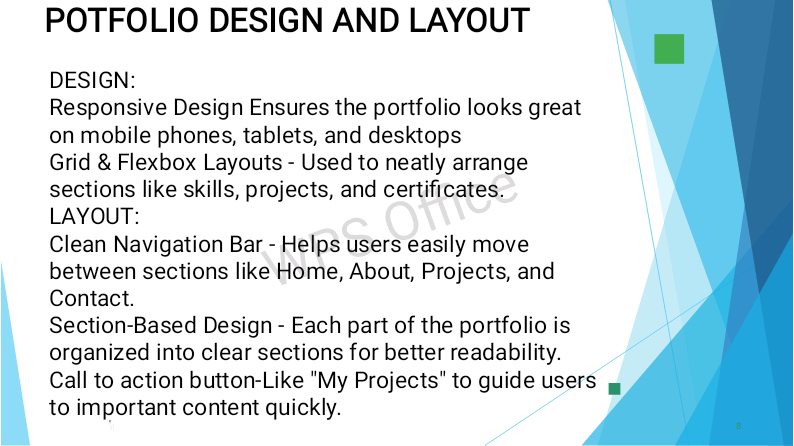 POTFOLIO DESIGN AND LAYOUT
DESIGN:
Responsive Design Ensures the portfolio looks great
on mobile phones, tablets, and desktops
Grid & Flexbox Layouts - Used to neatly arrange
sections like skills, projects, and certificates.
LAYOUT:
Clean Navigation Bar - Helps users easily move
between sections like Home, About, Projects, and
Contact.
Section-Based Design - Each part of the portfolio is
organized into clear sections for better readability.
Call to action button-Like "My Projects" to guide users
to important content quickly.
WPS Office